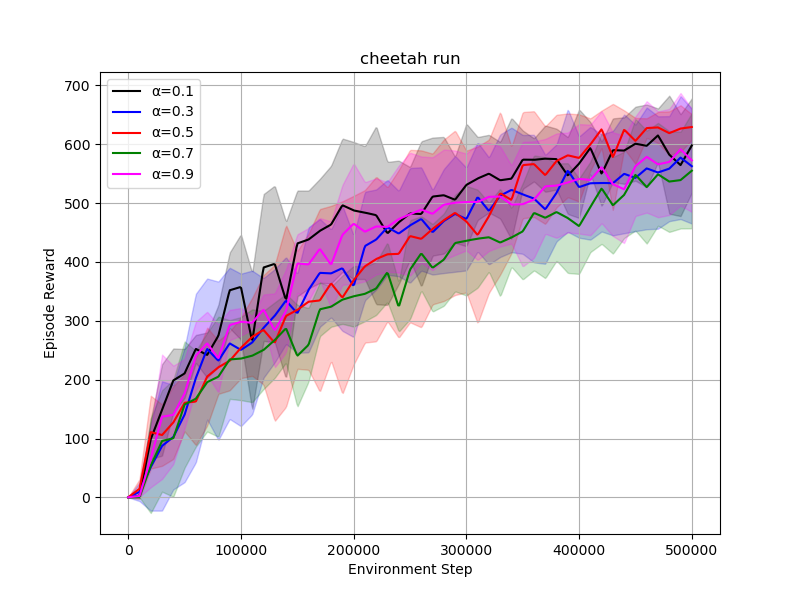 cheetah run
700
600
500
400
300
200
100
0
Episode Reward
α=0.1
α=0.3
α=0.5
α=0.7
α=0.9
0 100000 200000 300000 400000 500000
Environment Step